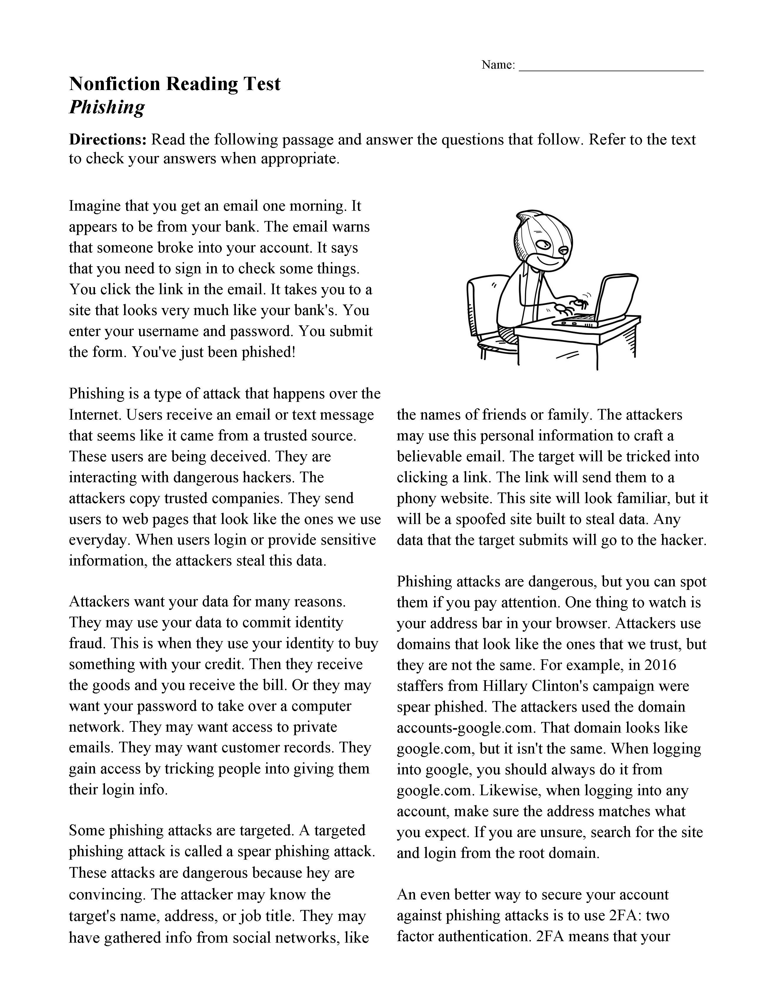 Name: ____________________________
Nonfiction Reading Test
Phishing
Directions: Read the following passage and answer the questions that follow. Refer to the text
to check your answers when appropriate.
Imagine that you get an email one morning. It
appears to be from your bank. The email warns
that someone broke into your account. It says
that you need to sign in to check some things.
You click the link in the email. It takes you to a
site that looks very much like your bank's. You
enter your username and password. You submit
the form. You've just been phished!
Phishing is a type of attack that happens over the
Internet. Users receive an email or text message
that seems like it came from a trusted source.
These users are being deceived. They are
interacting with dangerous hackers. The
attackers copy trusted companies. They send
users to web pages that look like the ones we use
everyday. When users login or provide sensitive
information, the attackers steal this data.
Attackers want your data for many reasons.
They may use your data to commit identity
fraud. This is when they use your identity to buy
something with your credit. Then they receive
the goods and you receive the bill. Or they may
want your password to take over a computer
network. They may want access to private
emails. They may want customer records. They
gain access by tricking people into giving them
their login info.
Some phishing attacks are targeted. A targeted
phishing attack is called a spear phishing attack.
These attacks are dangerous because hey are
convincing. The attacker may know the
target's name, address, or job title. They may
have gathered info from social networks, like
the names of friends or family. The attackers
may use this personal information to craft a
believable email. The target will be tricked into
clicking a link. The link will send them to a
phony website. This site will look familiar, but it
will be a spoofed site built to steal data. Any
data that the target submits will go to the hacker.
Phishing attacks are dangerous, but you can spot
them if you pay attention. One thing to watch is
your address bar in your browser. Attackers use
domains that look like the ones that we trust, but
they are not the same. For example, in 2016
staffers from Hillary Clinton's campaign were
spear phished. The attackers used the domain
accounts-google.com. That domain looks like
google.com, but it isn't the same. When logging
into google, you should always do it from
google.com. Likewise, when logging into any
account, make sure the address matches what
you expect. If you are unsure, search for the site
and login from the root domain.
An even better way to secure your account
against phishing attacks is to use 2FA: two
factor authentication. 2FA means that your